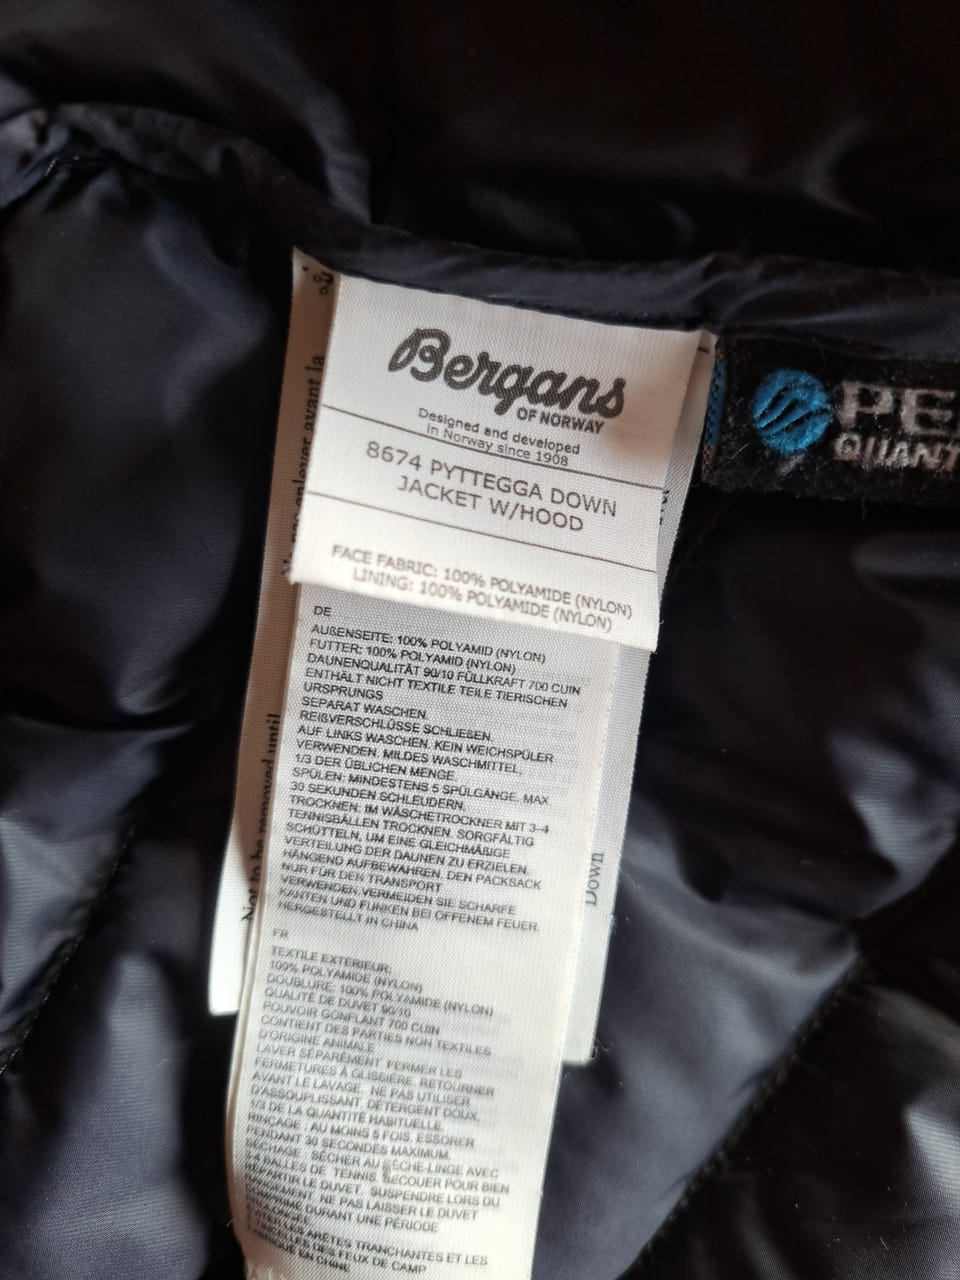 Bergans
OF NORWAY
Designed and developed
in Norway since 1908
8674 PYTTEGGA DOWN
JACKET W/HOOD
FACE FABRIC: 100% POLYAMIDE (NYLON)
LINING: 100% POLYAMIDE (NYLON)
DE
AUßENSEITE: 100% POLYAMID (NYLON)
FUTTER: 100% POLYAMID (NYLON)
DAUNENQUALITÄT 90/10 FÜLLKRAFT 700 CUIN
ENTHÄLT NICHT TEXTILE TEILE TIERISCHEN
URSPRUNGS
SEPARAT WASCHEN.
REIßVERSCHLÜSSE SCHLIEßEN.
AUF LINKS WASCHEN. KEIN WEICHSPÜLER
VERWENDEN. MILDES WASCHMITTEL,
1/3 DER ÜBLICHEN MENGE.
SPÜLEN: MINDESTENS 5 SPÜLGÄNGE. MAX.
30 SEKUNDEN SCHLEUDERN.
TROCKNEN: IM WÄSCHETROCKNER MIT 3-4
TENNISBÄLLEN TROCKNEN. SORGFÄLTIG
SCHÜTTELN, UM EINE GLEICHMÄßIGE
VERTEILUNG DER DAUNEN ZU ERZIELEN.
HÄNGEND AUFBEWAHREN. DEN PACKSACK
NUR FÜR DEN TRANSPORT
VERWENDEN.VERMEIDEN SIE SCHARFE
KANTEN UND FUNKEN BEI OFFENEM FEUER.
HERGESTELLT IN CHINA
FR
TEXTILE EXTÉRIEUR:
100% POLYAMIDE (NYLON)
DOUBLURE: 100% POLYAMIDE (NYLON)
QUALITÉ DE DUVET 90/10
POUVOIR GONFLANT 700 CUIN
CONTIENT DES PARTIES NON TEXTILES
D'ORIGINE ANIMALE
LAVER SÉPARÉMENT. FERMER LES
FERMETURES À GLISSIÈRE. RETOURNER
AVANT LE LAVAGE. NE PAS UTILISER
D'ASSOUPLISSANT. DÉTERGENT DOUX,
1/3 DE LA QUANTITÉ HABITUELLE.
RINÇAGE : AU MOINS 5 FOIS. ESSORER
PENDANT 30 SECONDES MAXIMUM.
SÉCHAGE : SÉCHER AU SÈCHE-LINGE AVEC
BALLES DE TENNIS. SECOUER POUR BIEN
RÉPARTIR LE DUVET. SUSPENDRE LORS DU
NE PAS LAISSER LE DUVET
DURANT UNE PÉRIODE
LES ARÊTES TRANCHANTES ET LES
DES FEUX DE CAMP
EN CHINE
enlever avant la
Not to be removed until
Down
PE
QUANT